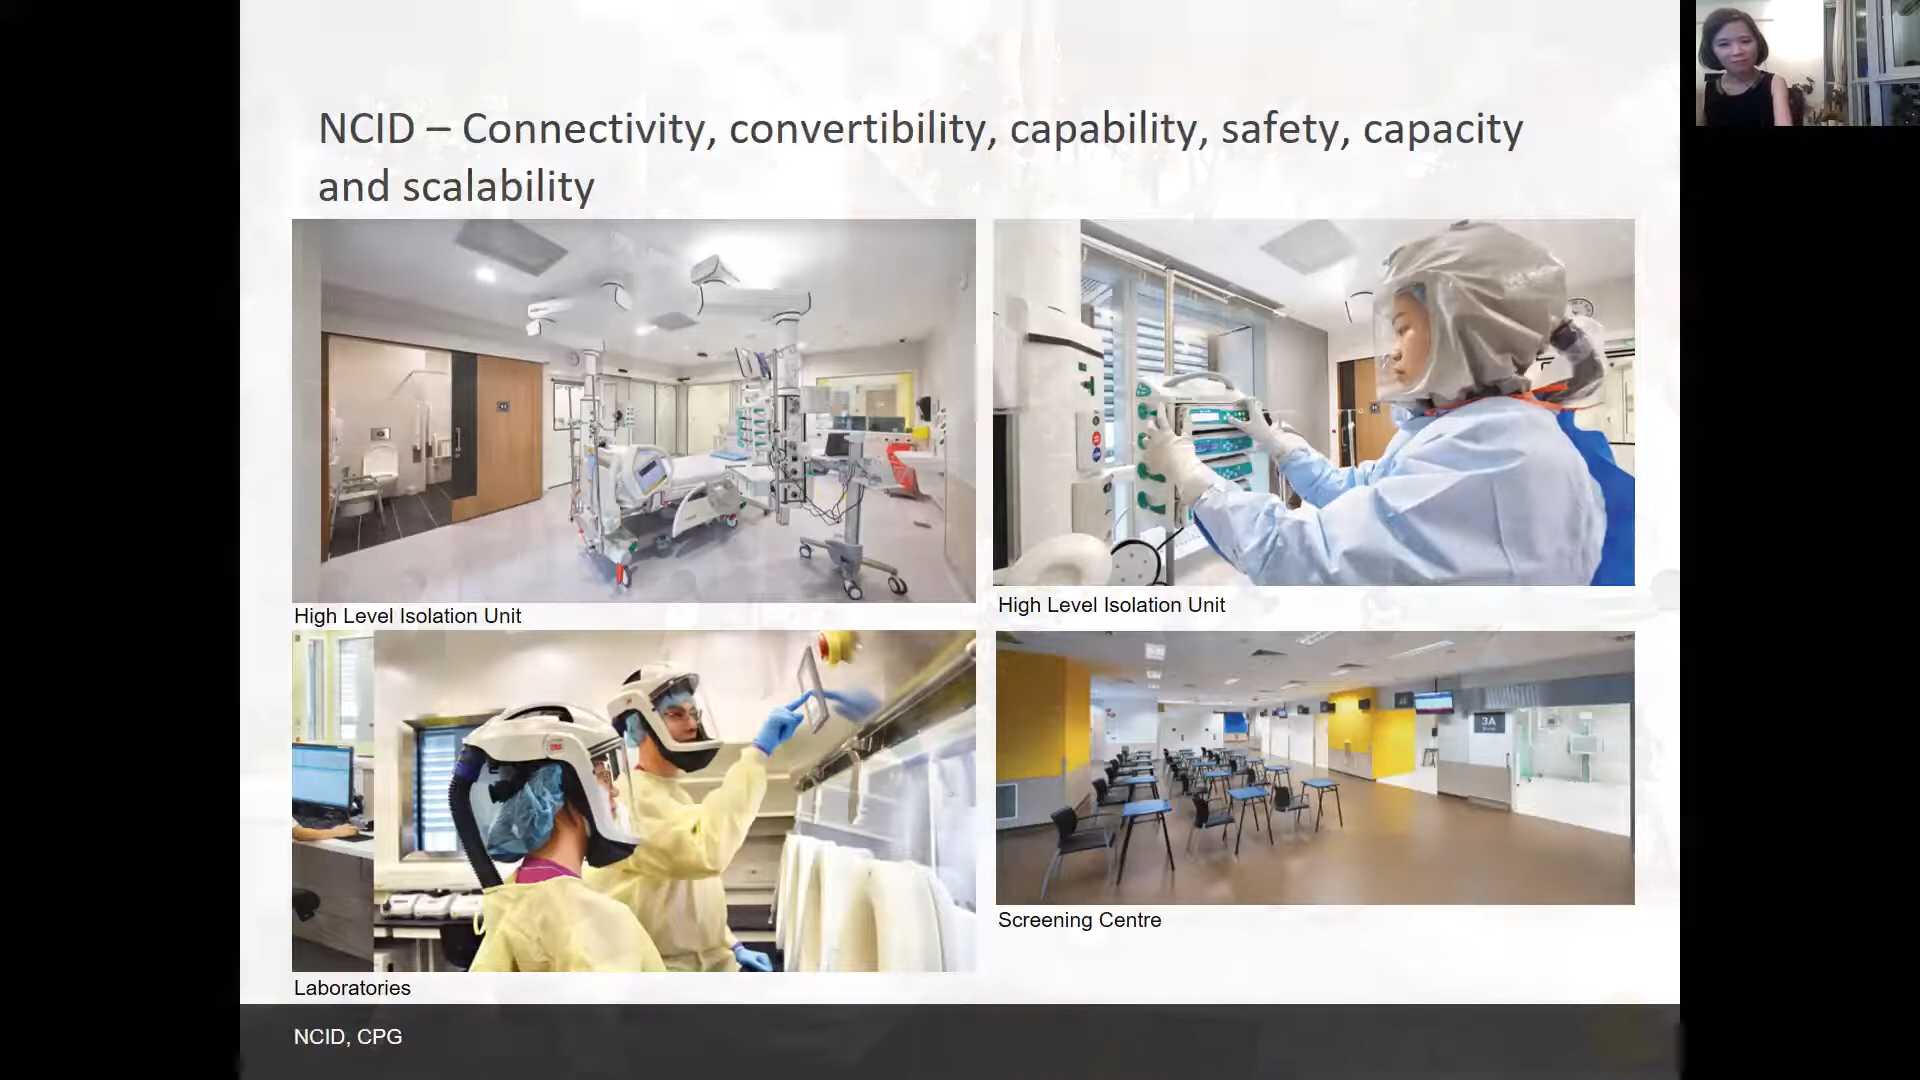 NCID – Connectivity, convertibility, capability, safety, capacity
and scalability
High Level Isolation Unit
High Level Isolation Unit
3A
Laboratories
Screening Centre
NCID, CPG